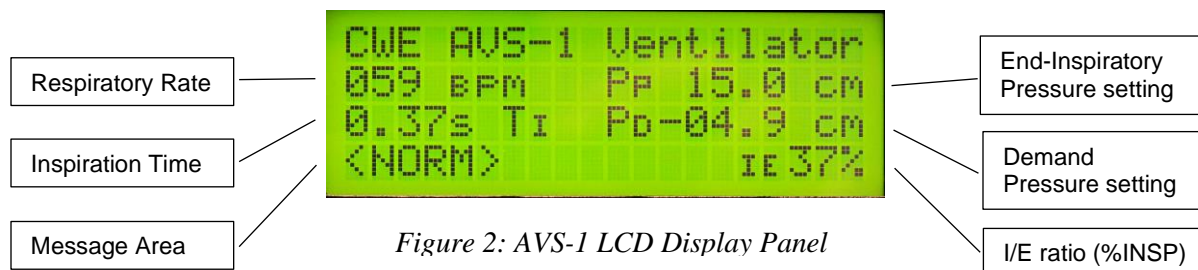 CWE AVS-1 Ventilator
059 BPM PP 15.0 cm
0.37s TI PD-04.9 cm
<NORM> IE 37%
Respiratory Rate
Inspiration Time
Message Area
End-Inspiratory
Pressure setting
Demand
Pressure setting
I/E ratio (%INSP)
Figure 2: AVS-1 LCD Display Panel